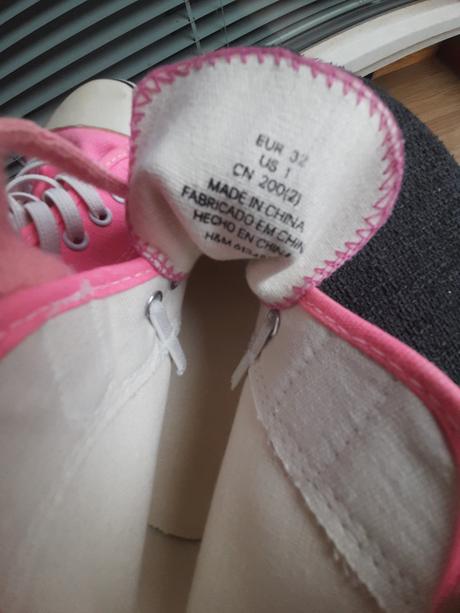 EUR 32
US 1
CN 200(2)
MADE IN CHINA
FABRICADO EM CHIN
HECHO EN CHINA
H&M